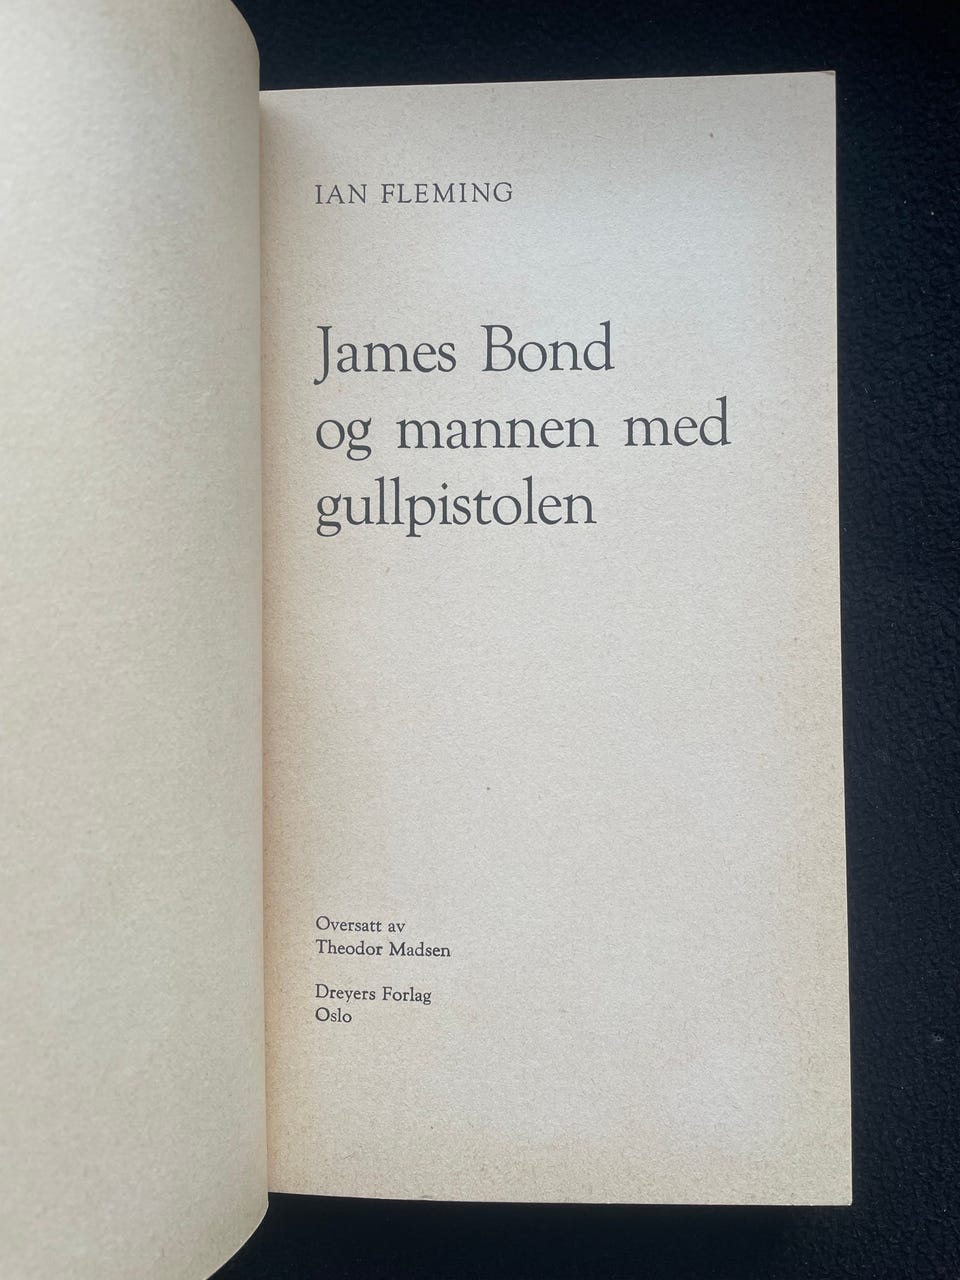 IAN FLEMING
James Bond
og mannen med
gullpistolen
Oversatt av
Theodor Madsen
Dreyers Forlag
Oslo